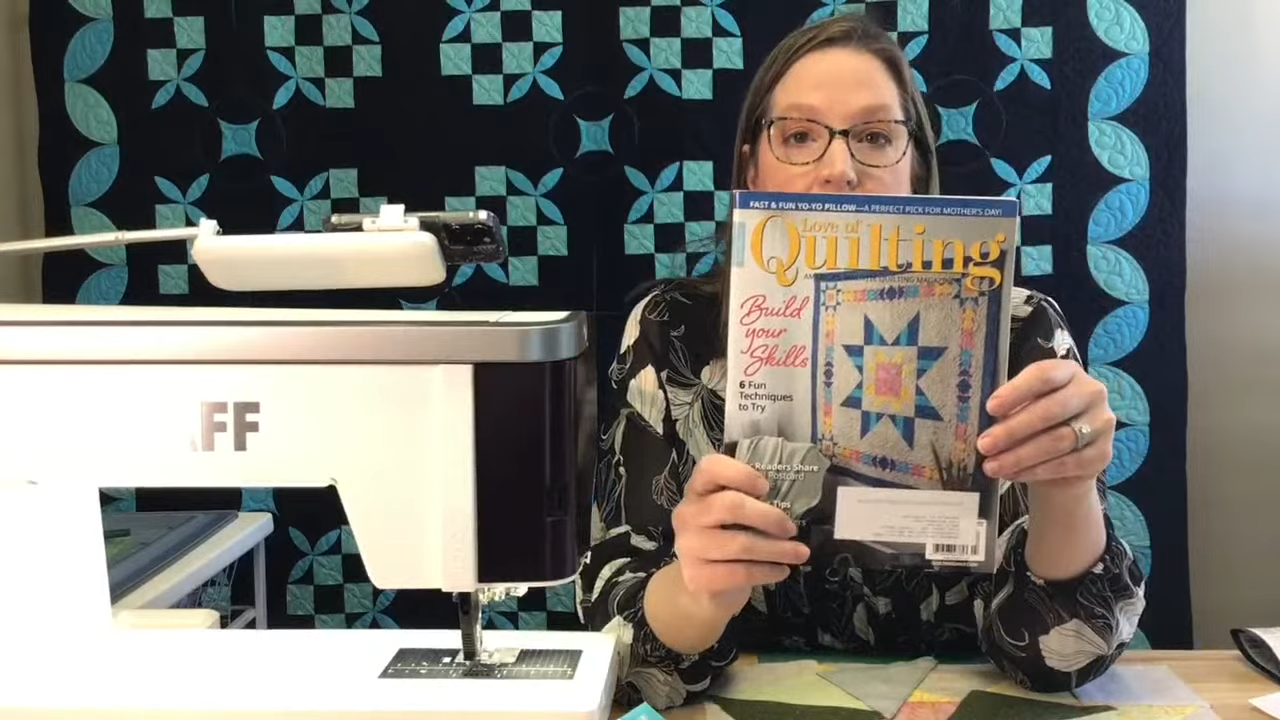 FAST & FUN YO-YO PILLOW—A PERFECT PICK FOR MOTHER'S DAY!
Love of
Quilting
Build
your
Skills
6 Fun
Techniques
to Try
Readers Share
Postcard
Tips
FF